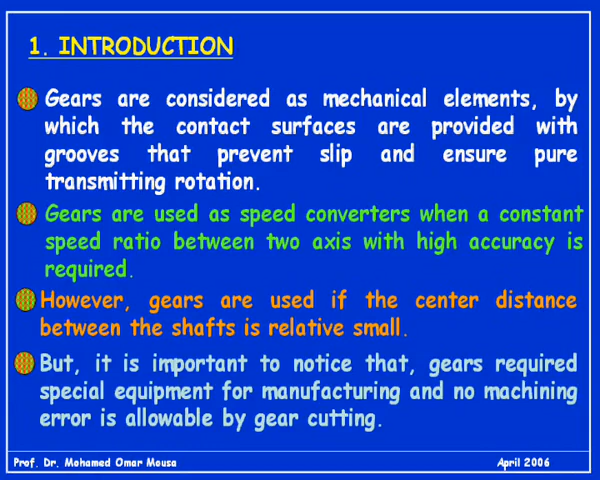 1. INTRODUCTION
Gears are considered as mechanical elements, by
which the contact surfaces are provided with
grooves that prevent slip and ensure pure
transmitting rotation.
Gears are used as speed converters when a constant
speed ratio between two axis with high accuracy is
required.
However, gears are used if the center distance
between the shafts is relative small.
But, it is important to notice that, gears required
special equipment for manufacturing and no machining
error is allowable by gear cutting.
Prof. Dr. Mohamed Omar Mousa April 2006